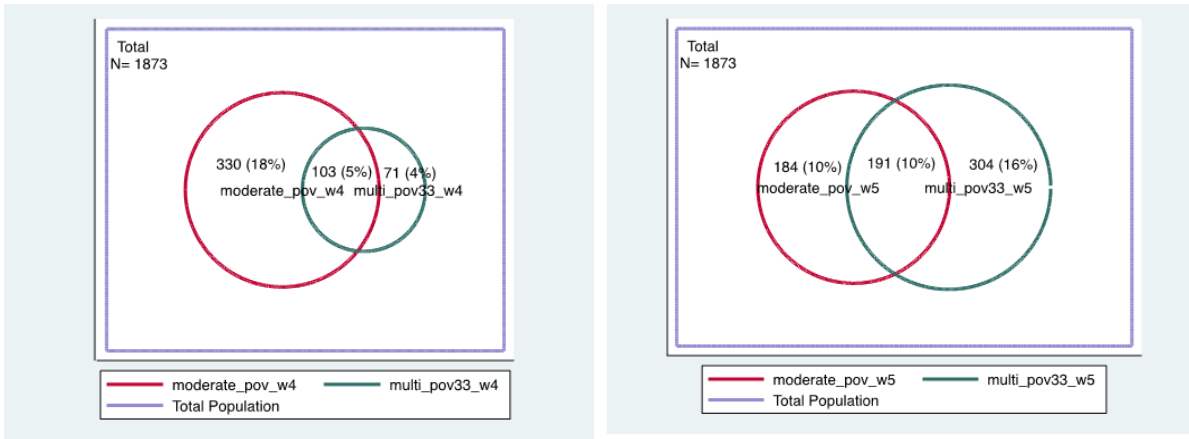 Total
N= 1873
330 (18%)
103 (5%)
71 (4%)
moderate_pov_w4
multi_pov33_w4
moderate_pov_w4
multi_pov33_w4
Total Population
Total
N= 1873
184 (10%)
191 (10%)
304 (16%)
moderate_pov_w5
multi_pov33_w5
moderate_pov_w5
multi_pov33_w5
Total Population